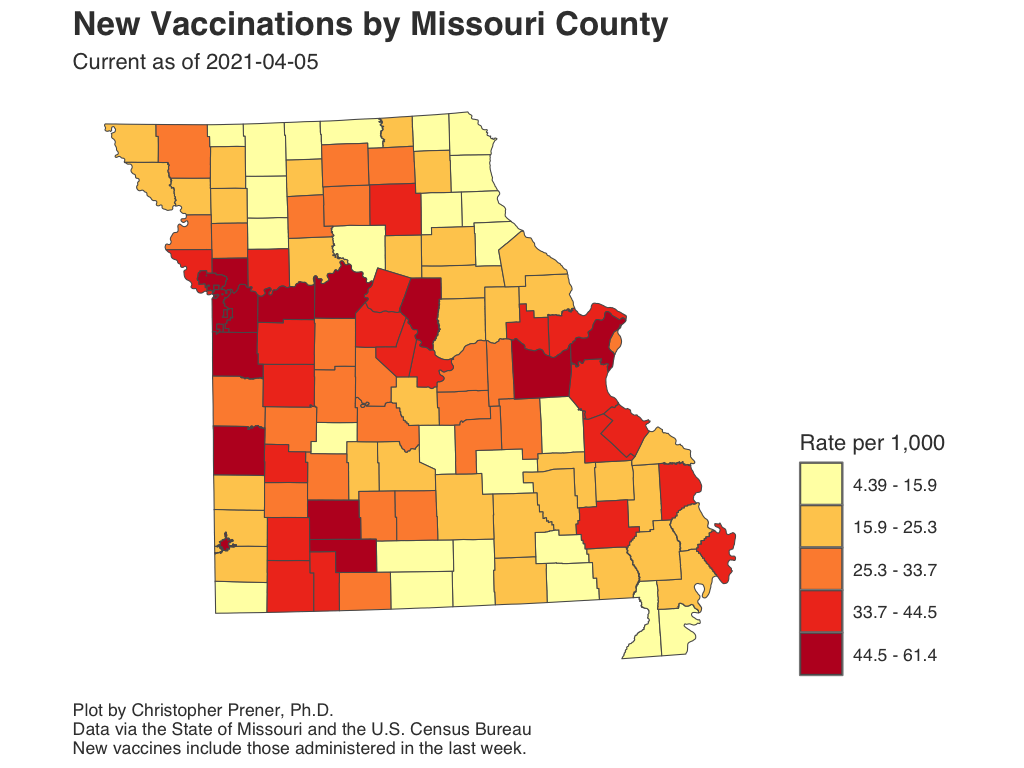 New Vaccinations by Missouri County
Current as of 2021-04-05
Rate per 1,000
4.39 - 15.9
15.9 - 25.3
25.3 - 33.7
33.7 - 44.5
44.5 - 61.4
Plot by Christopher Prener, Ph.D.
Data via the State of Missouri and the U.S. Census Bureau
New vaccines include those administered in the last week.